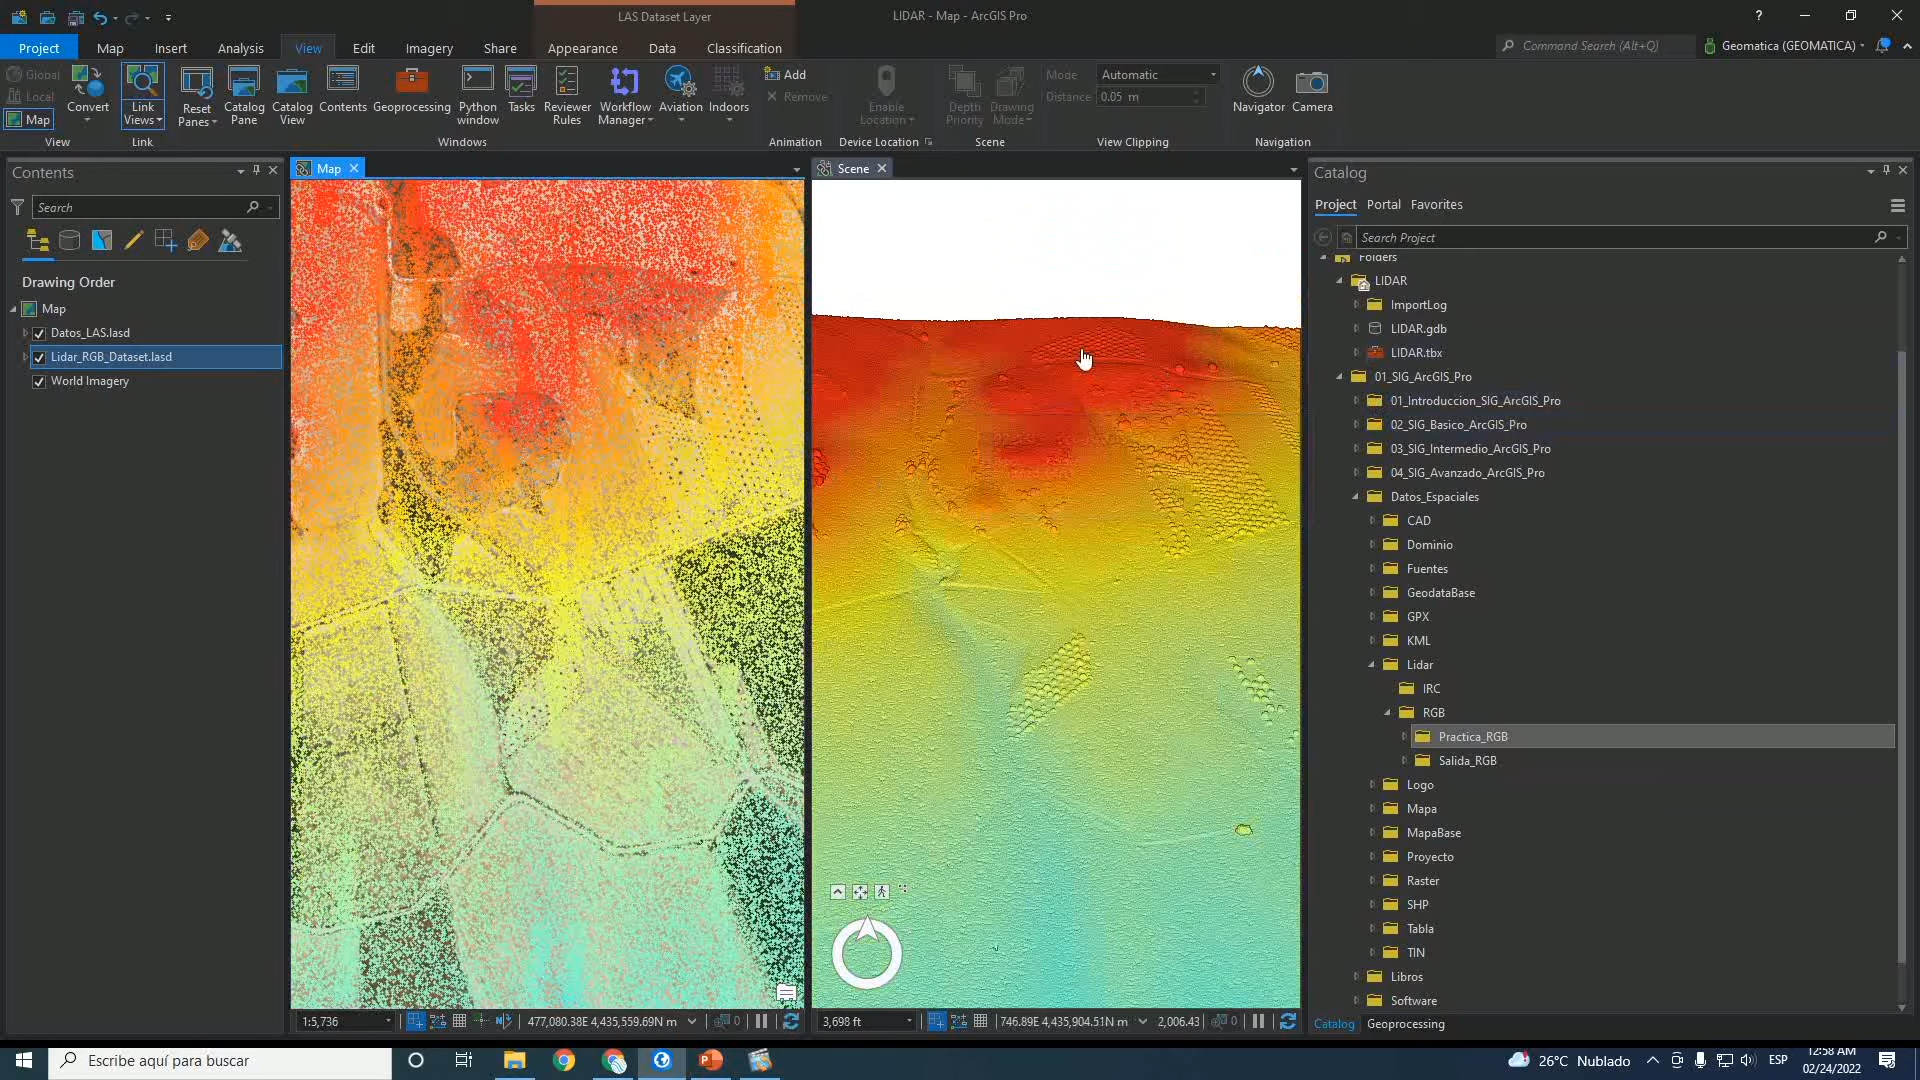 LAS Dataset Layer
LIDAR - Map - ArcGIS Pro
Project Map Insert Analysis View Edit Imagery Share Appearance Data Classification
Command Search (Alt+Q)
Geomatica (GEOMATICA)
Global
Local
Map
Convert
Link Views
Reset Panes
Catalog Pane
Catalog View
Contents
Geoprocessing
Python window
Tasks
Reviewer Rules
Workflow Manager
Aviation
Indoors
Add
Remove
Enable Location
Depth Priority
Drawing Mode
Mode Automatic
Distance 0.05 m
Navigator
Camera
View Link Windows Animation Device Location Scene View Clipping Navigation
Contents
Search
Drawing Order
Map
Datos_LAS.lasd
Lidar_RGB_Dataset.lasd
World Imagery
Map
Scene
1:5,736
477,080.38E 4,435,559.69N m
0
3,698 ft
746.89E 4,435,904.51N m
2,006.43
0
Catalog
Project Portal Favorites
Search Project
Folders
LIDAR
ImportLog
LIDAR.gdb
LIDAR.tbx
01_SIG_ArcGIS_Pro
01_Introduccion_SIG_ArcGIS_Pro
02_SIG_Basico_ArcGIS_Pro
03_SIG_Intermedio_ArcGIS_Pro
04_SIG_Avanzado_ArcGIS_Pro
Datos_Espaciales
CAD
Dominio
Fuentes
GeodataBase
GPX
KML
Lidar
IRC
RGB
Practica_RGB
Salida_RGB
Logo
Mapa
MapaBase
Proyecto
Raster
SHP
Tabla
TIN
Libros
Software
Catalog Geoprocessing
Escribe aquí para buscar
26°C Nublado
ESP
12:58 AM
02/24/2022